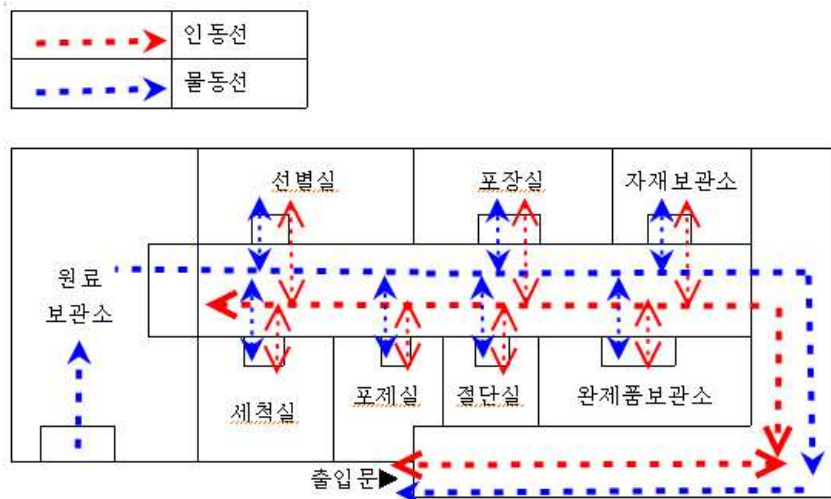 인동선
물동선
선별실
포장실
자재보관소
원료
보관소
세척실
포제실
절단실
완제품보관소
출입문▶